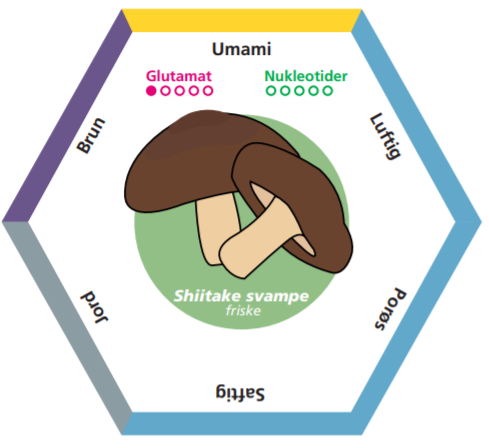 Umami
Glutamat
Nukleotider
Brun
Luftig
Shiitake svampe
friske
Jord
Porøs
Saftig